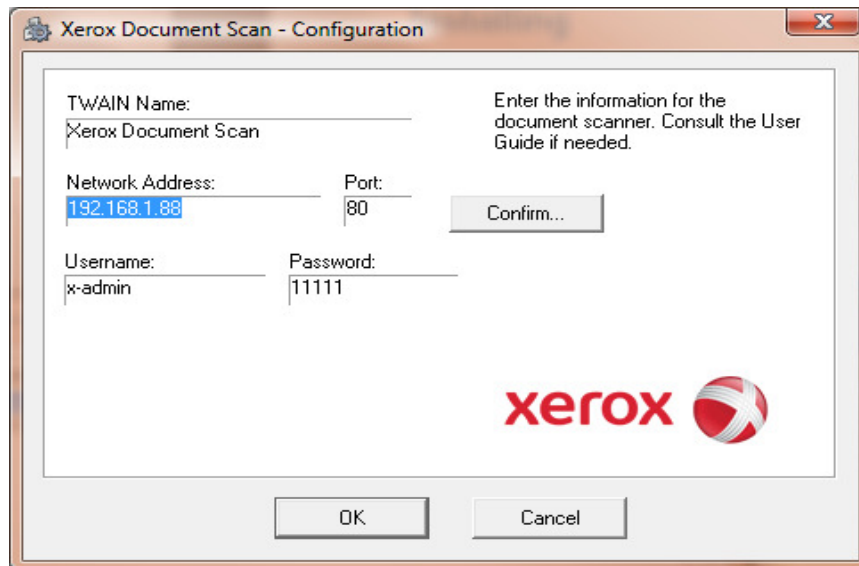 Xerox Document Scan - Configuration
TWAIN Name:
Xerox Document Scan
Enter the information for the
document scanner. Consult the User
Guide if needed.
Network Address:
Port:
192.168.1.88
80
Confirm...
Username:
Password:
x-admin
11111
xerox
OK
Cancel